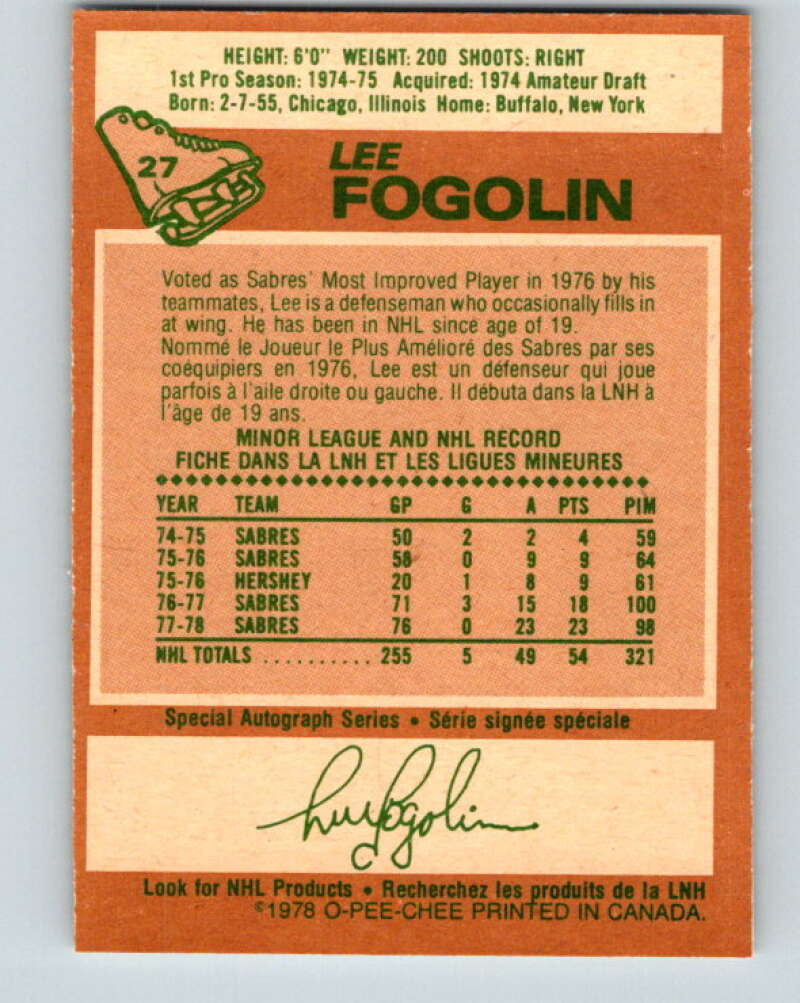 HEIGHT: 6'0" WEIGHT: 200 SHOOTS: RIGHT
1st Pro Season: 1974-75 Acquired: 1974 Amateur Draft
Born: 2-7-55, Chicago, Illinois Home: Buffalo, New York
27
LEE
FOGOLIN
Voted as Sabres' Most Improved Player in 1976 by his
teammates, Lee is a defenseman who occasionally fills in
at wing. He has been in NHL since age of 19.
Nommé le Joueur le Plus Amélioré des Sabres par ses
coéquipiers en 1976, Lee est un défenseur qui joue
parfois à l'aile droite ou gauche. Il débuta dans la LNH à
l'âge de 19 ans.
MINOR LEAGUE AND NHL RECORD
FICHE DANS LA LNH ET LES LIGUES MINEURES
YEAR TEAM GP G A PTS PIM
74-75 SABRES 50 2 2 4 59
75-76 SABRES 58 0 9 9 64
75-76 HERSHEY 20 1 8 9 61
76-77 SABRES 71 3 15 18 100
77-78 SABRES 76 0 23 23 98
NHL TOTALS .......... 255 5 49 54 321
Special Autograph Series • Série signée spéciale
Lee Fogolin
Look for NHL Products • Recherchez les produits de la LNH
©1978 O-PEE-CHEE PRINTED IN CANADA.